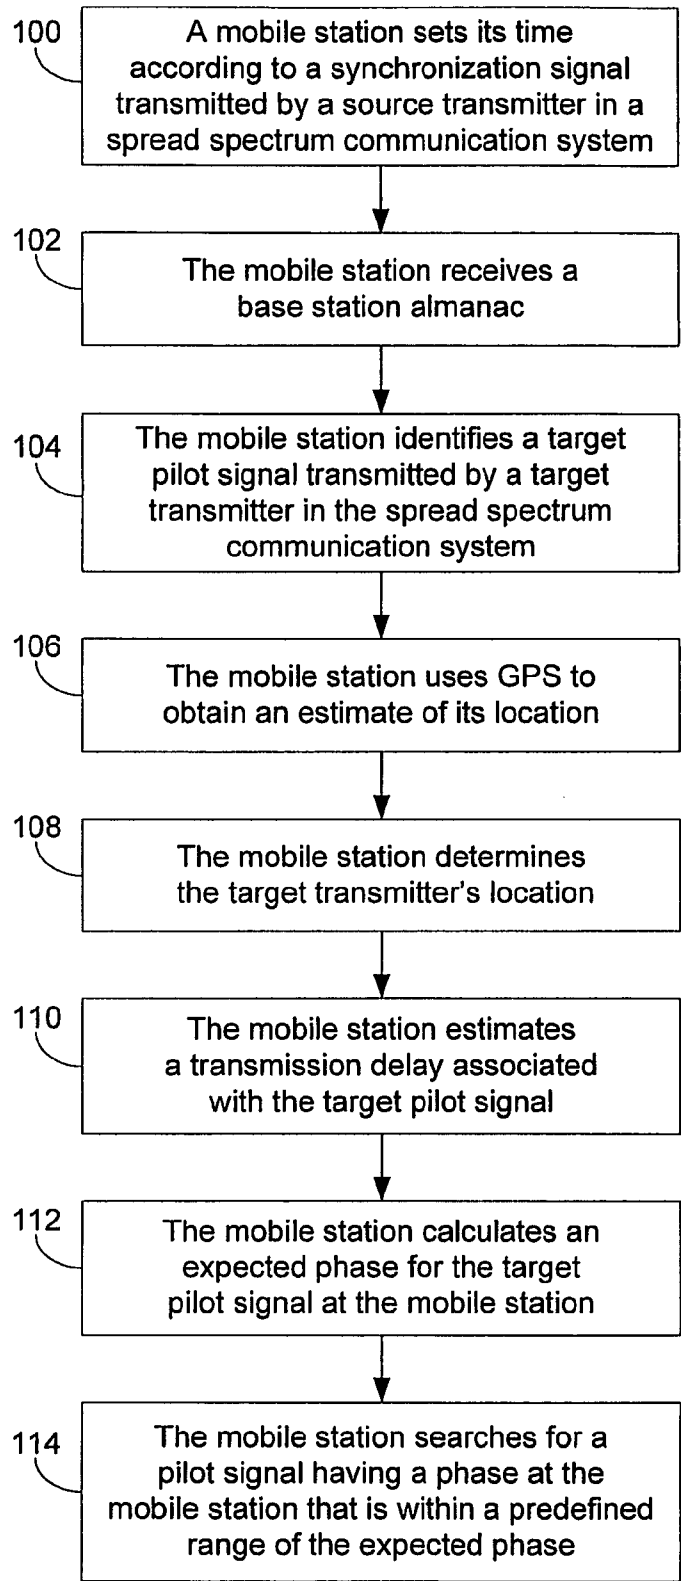 100
A mobile station sets its time
according to a synchronization signal
transmitted by a source transmitter in a
spread spectrum communication system
102
The mobile station receives a
base station almanac
104
The mobile station identifies a target
pilot signal transmitted by a target
transmitter in the spread spectrum
communication system
106
The mobile station uses GPS to
obtain an estimate of its location
108
The mobile station determines
the target transmitter's location
110
The mobile station estimates
a transmission delay associated
with the target pilot signal
112
The mobile station calculates an
expected phase for the target
pilot signal at the mobile station
114
The mobile station searches for a
pilot signal having a phase at the
mobile station that is within a predefined
range of the expected phase